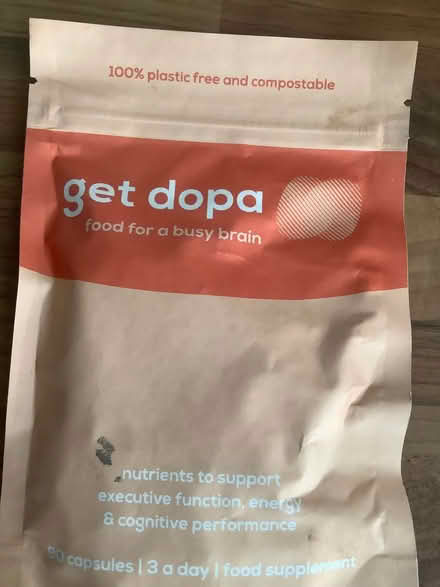 100% plastic free and compostable
get dopa
food for a busy brain
nutrients to support
executive function, energy
& cognitive performance
90 capsules | 3 a day | food supplement